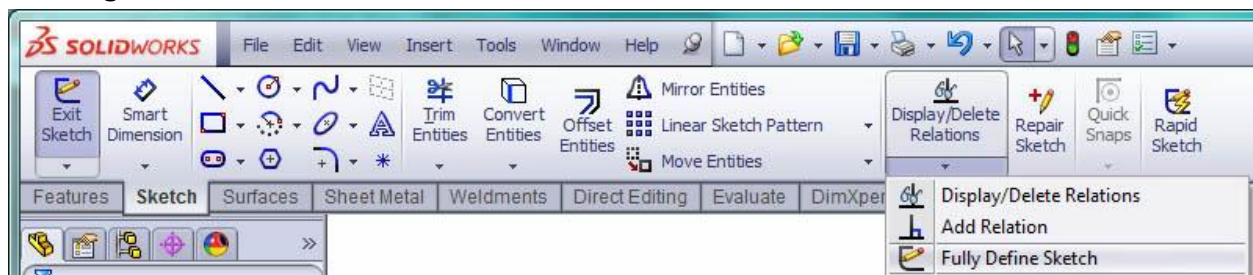 SOLIDWORKS File Edit View Insert Tools Window Help
Exit Sketch
Smart Dimension
Trim Entities
Convert Entities
Offset Entities
Mirror Entities
Linear Sketch Pattern
Move Entities
Display/Delete Relations
Repair Sketch
Quick Snaps
Rapid Sketch
Features Sketch Surfaces Sheet Metal Weldments Direct Editing Evaluate
Display/Delete Relations
Add Relation
Fully Define Sketch